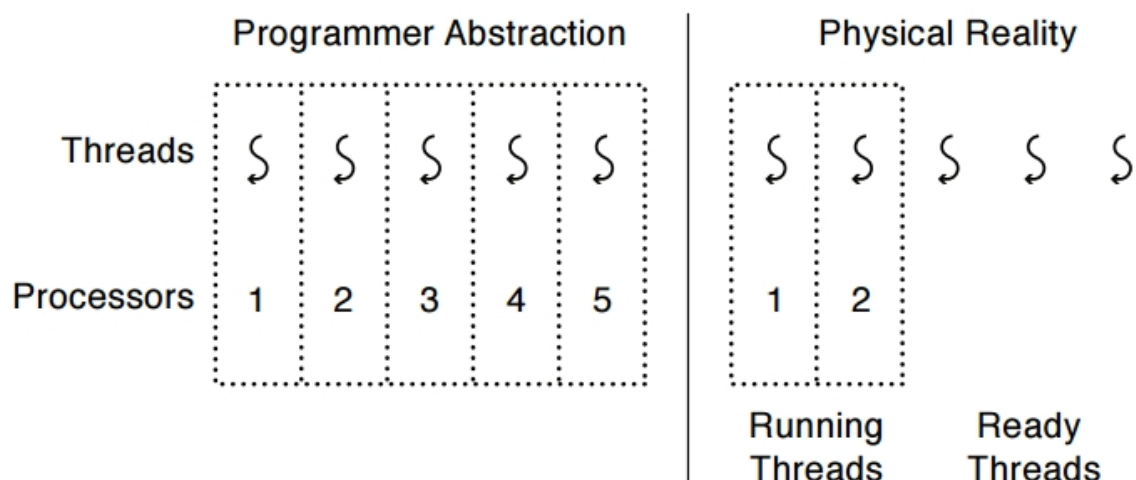 Programmer Abstraction
Physical Reality
Threads
Processors
1 2 3 4 5
1 2
Running
Threads
Ready
Threads